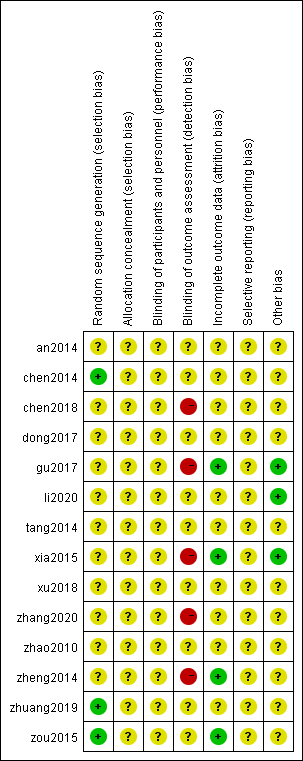 Random sequence generation (selection bias)
Allocation concealment (selection bias)
Blinding of participants and personnel (performance bias)
Blinding of outcome assessment (detection bias)
Incomplete outcome data (attrition bias)
Selective reporting (reporting bias)
Other bias
an2014 ? ? ? ? ? ? ?
chen2014 + ? ? ? ? ? ?
chen2018 ? ? ? - ? ? ?
dong2017 ? ? ? ? ? ? ?
gu2017 ? ? ? - + ? +
li2020 ? ? ? ? ? ? +
tang2014 ? ? ? ? ? ? ?
xia2015 ? ? ? - + ? +
xu2018 ? ? ? ? ? ? ?
zhang2020 ? ? ? - ? ? ?
zhao2010 ? ? ? ? ? ? ?
zheng2014 ? ? ? - + ? ?
zhuang2019 + ? ? ? ? ? ?
zou2015 + ? ? ? + ? ?